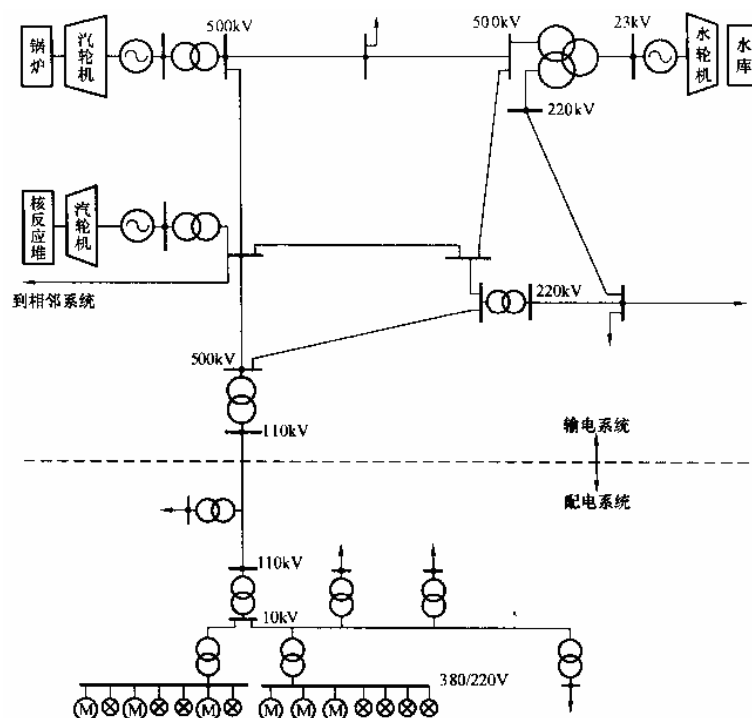 锅炉
汽轮机
500kV
500kV
23kV
水轮机
水库
220kV
核反应堆
汽轮机
到相邻系统
220kV
500kV
110kV
输电系统
配电系统
110kV
10kV
380/220V
M
M
M
M
M
M